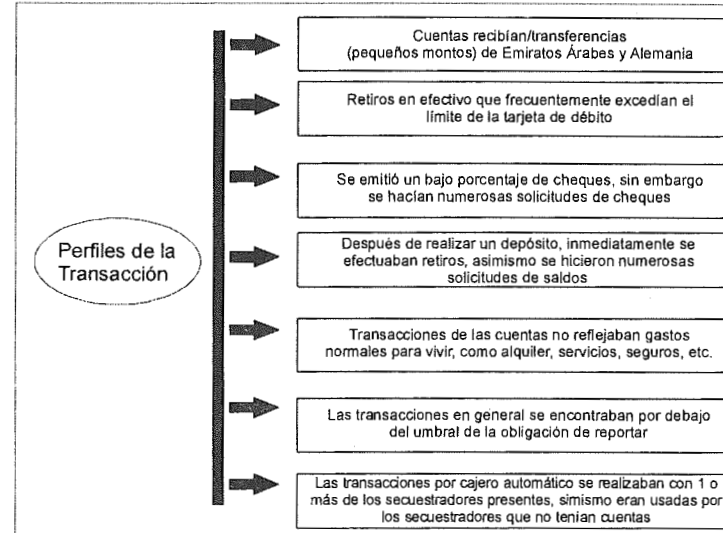 Perfiles de la
Transacción
Cuentas recibían/transferencias
(pequeños montos) de Emiratos Árabes y Alemania
Retiros en efectivo que frecuentemente excedían el
límite de la tarjeta de débito
Se emitió un bajo porcentaje de cheques, sin embargo
se hacían numerosas solicitudes de cheques
Después de realizar un depósito, inmediatamente se
efectuaban retiros, asimismo se hicieron numerosas
solicitudes de saldos
Transacciones de las cuentas no reflejaban gastos
normales para vivir, como alquiler, servicios, seguros, etc.
Las transacciones en general se encontraban por debajo
del umbral de la obligación de reportar
Las transacciones por cajero automático se realizaban con 1 o
más de los secuestradores presentes, simismo eran usadas por
los secuestradores que no tenían cuentas